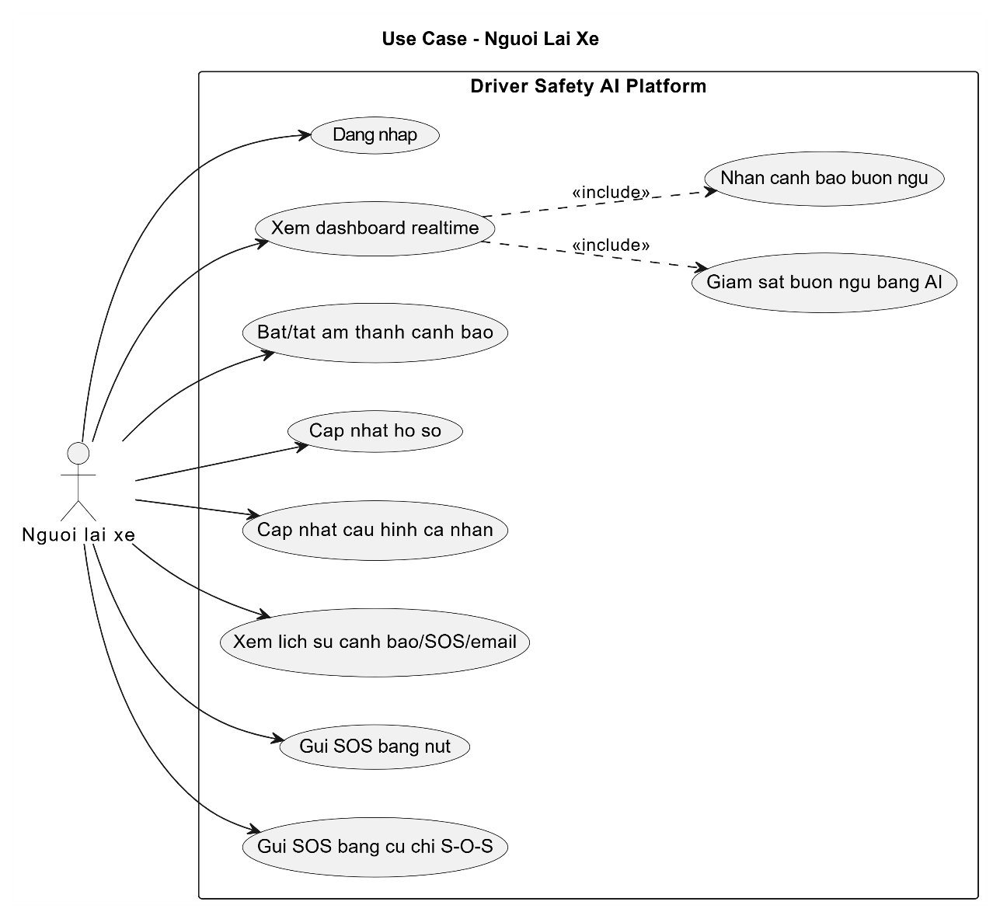 Use Case - Nguoi Lai Xe
Driver Safety AI Platform
Dang nhap
Nhan canh bao buon ngu
«include»
Xem dashboard realtime
«include»
Giam sat buon ngu bang AI
Bat/tat am thanh canh bao
Cap nhat ho so
Cap nhat cau hinh ca nhan
Nguoi lai xe
Xem lich su canh bao/SOS/email
Gui SOS bang nut
Gui SOS bang cu chi S-O-S